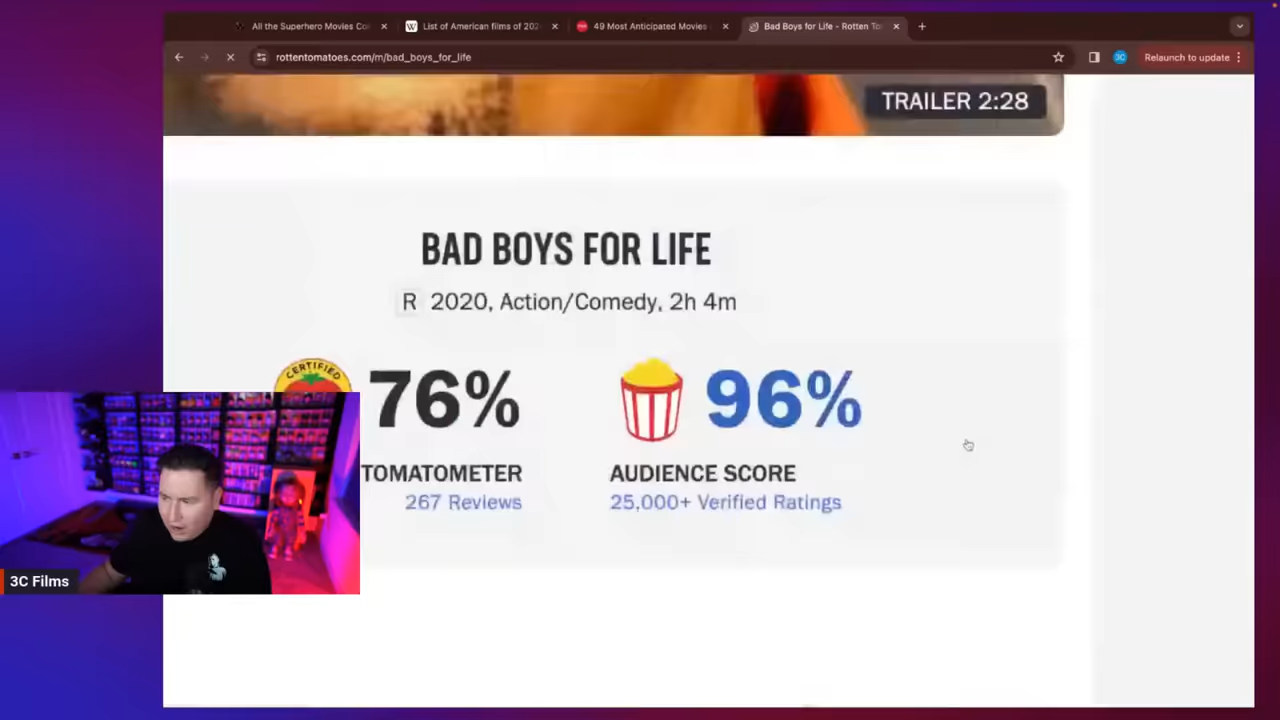 All the Superhero Movies Co
List of American films of 202
49 Most Anticipated Movies
Bad Boys for Life - Rotten To
rottentomatoes.com/m/bad_boys_for_life
3C
Relaunch to update
TRAILER 2:28
BAD BOYS FOR LIFE
R 2020, Action/Comedy, 2h 4m
CERTIFIED
76%
96%
TOMATOMETER
AUDIENCE SCORE
267 Reviews
25,000+ Verified Ratings
3C Films